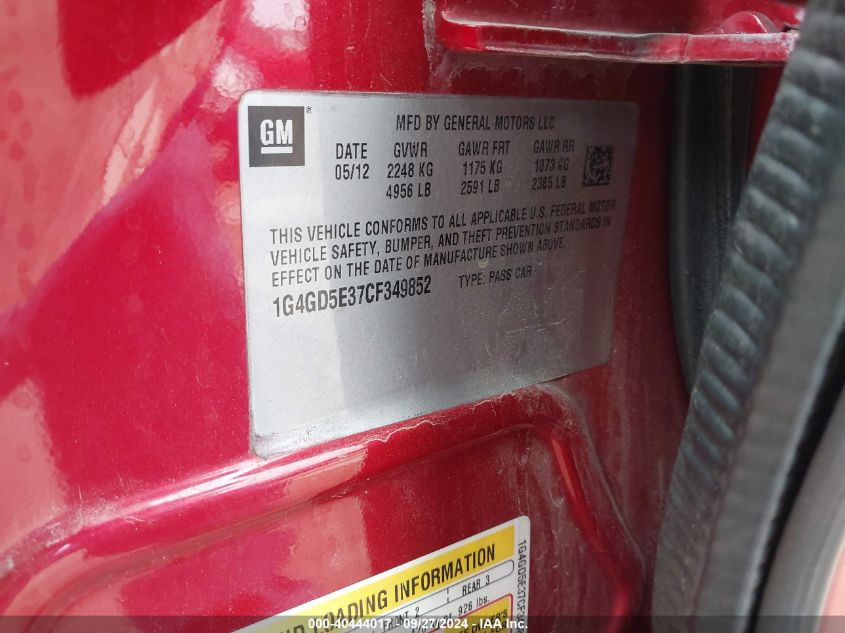 GM ®
MFD BY GENERAL MOTORS LLC
DATE GVWR GAWR FRT GAWR RR
05/12 2248 KG 1175 KG 1073 KG
4956 LB 2591 LB 2365 LB
THIS VEHICLE CONFORMS TO ALL APPLICABLE U.S. FEDERAL MOTOR
VEHICLE SAFETY, BUMPER, AND THEFT PREVENTION STANDARDS IN
EFFECT ON THE DATE OF MANUFACTURE SHOWN ABOVE.
1G4GD5E37CF349852 TYPE: PASS CAR
LOADING INFORMATION
2 REAR 3
926 lbs.
000-40444017 - 09/27/2024 - IAA